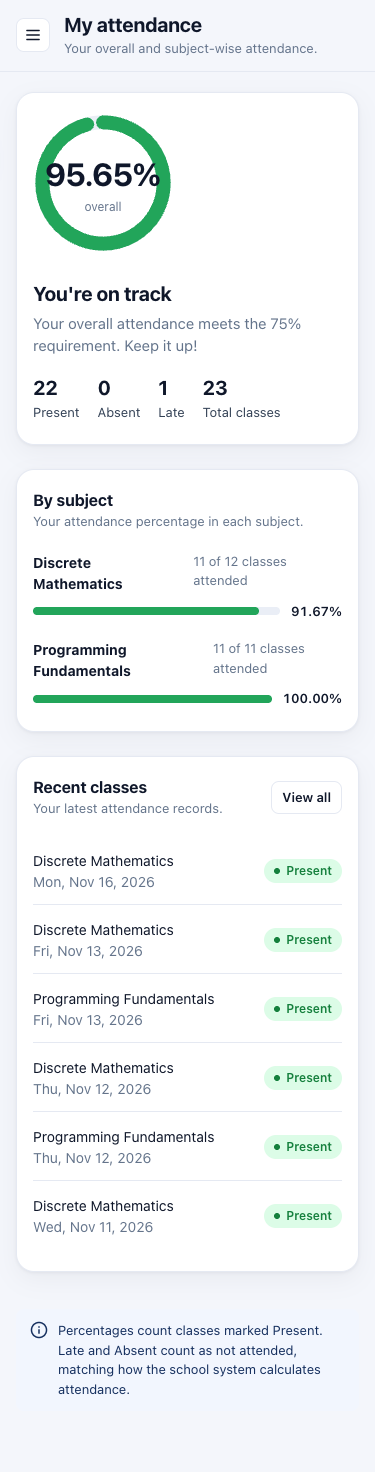 My attendance
Your overall and subject-wise attendance.
95.65%
overall
You're on track
Your overall attendance meets the 75%
requirement. Keep it up!
22 0 1 23
Present Absent Late Total classes
By subject
Your attendance percentage in each subject.
Discrete
Mathematics
11 of 12 classes
attended
91.67%
Programming
Fundamentals
11 of 11 classes
attended
100.00%
Recent classes
Your latest attendance records.
View all
Discrete Mathematics
Mon, Nov 16, 2026
Present
Discrete Mathematics
Fri, Nov 13, 2026
Present
Programming Fundamentals
Fri, Nov 13, 2026
Present
Discrete Mathematics
Thu, Nov 12, 2026
Present
Programming Fundamentals
Thu, Nov 12, 2026
Present
Discrete Mathematics
Wed, Nov 11, 2026
Present
Percentages count classes marked Present.
Late and Absent count as not attended,
matching how the school system calculates
attendance.